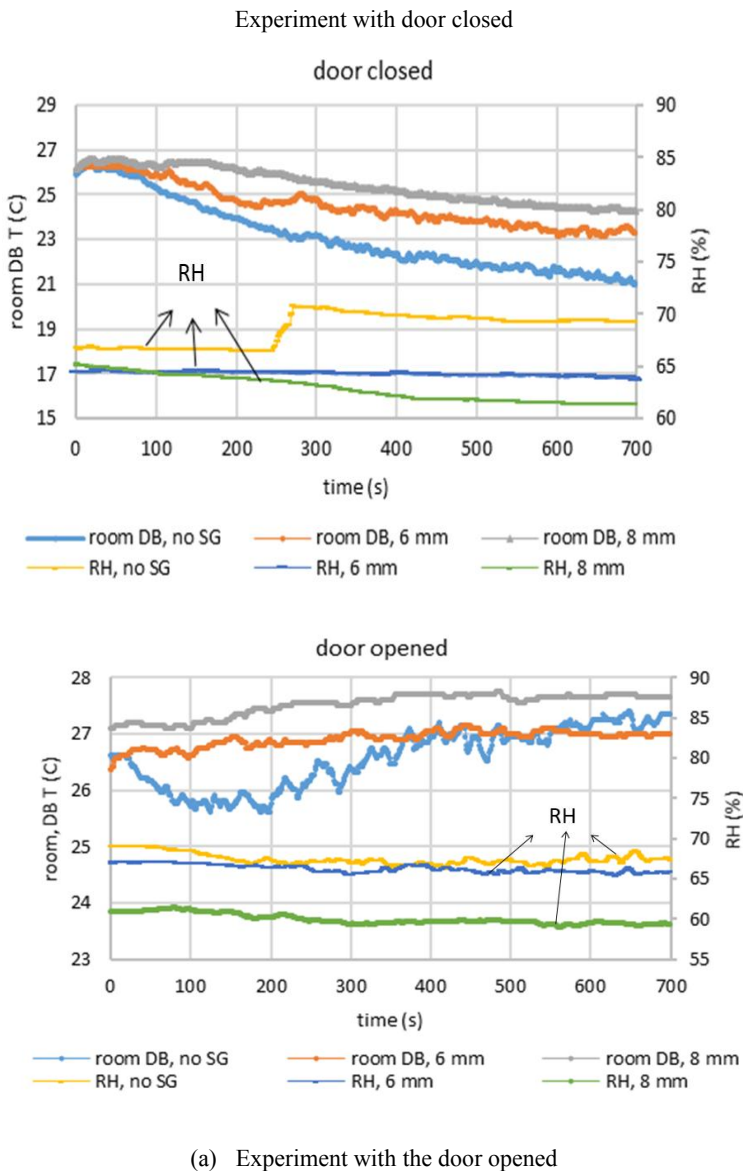 Experiment with door closed
door closed
29 90
27 85
25 80
23
21 75
19 70
17 65
15 60
room DB T (C)
RH (%)
RH
0 100 200 300 400 500 600 700
time (s)
room DB, no SG room DB, 6 mm room DB, 8 mm
RH, no SG RH, 6 mm RH, 8 mm
door opened
28 90
27 85
80
26 75
25 70
24 65
60
23 55
room, DB T (C)
RH (%)
RH
0 100 200 300 400 500 600 700
time (s)
room DB, no SG room DB, 6 mm room DB, 8 mm
RH, no SG RH, 6 mm RH, 8 mm
(a) Experiment with the door opened